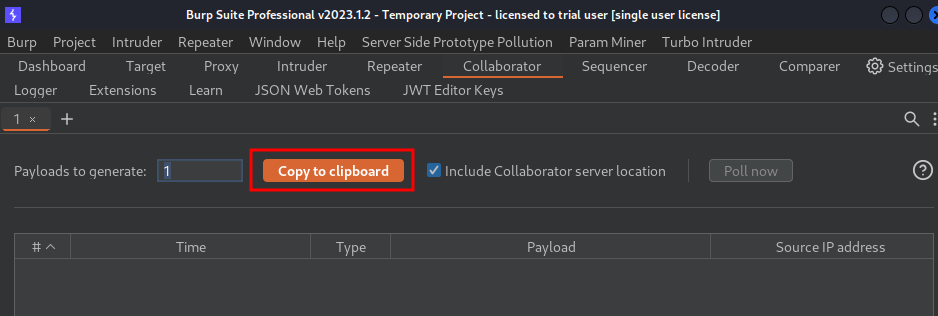 Burp Suite Professional v2023.1.2 - Temporary Project - licensed to trial user [single user license]
Burp Project Intruder Repeater Window Help Server Side Prototype Pollution Param Miner Turbo Intruder
Dashboard Target Proxy Intruder Repeater Collaborator Sequencer Decoder Comparer Settings
Logger Extensions Learn JSON Web Tokens JWT Editor Keys
1 × +
Payloads to generate: 1 Copy to clipboard Include Collaborator server location Poll now ?
# Time Type Payload Source IP address